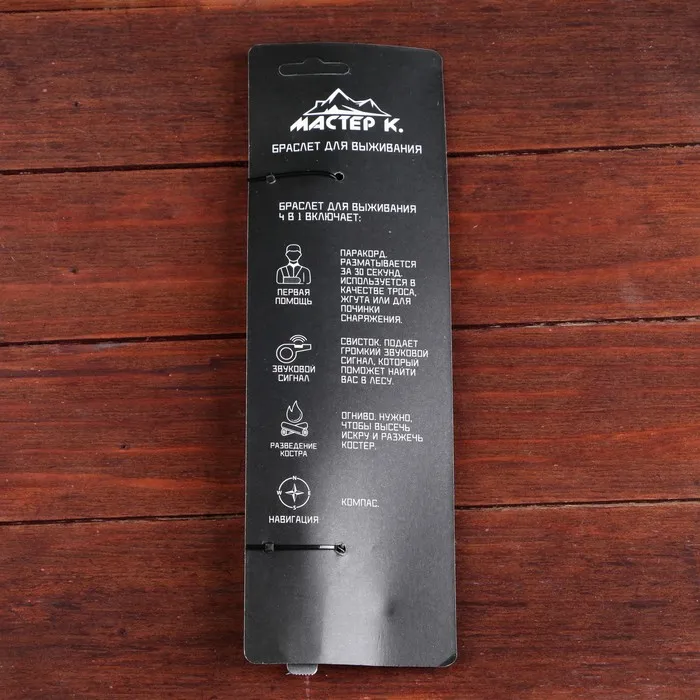 МАСТЕР К.
БРАСЛЕТ ДЛЯ ВЫЖИВАНИЯ
БРАСЛЕТ ДЛЯ ВЫЖИВАНИЯ
4 В 1 ВКЛЮЧАЕТ:
ПЕРВАЯ
ПОМОЩЬ
ПАРАКОРД.
РАЗМАТЫВАЕТСЯ
ЗА 30 СЕКУНД.
ИСПОЛЬЗУЕТСЯ В
КАЧЕСТВЕ ТРОСА,
ЖГУТА ИЛИ ДЛЯ
ПОЧИНКИ
СНАРЯЖЕНИЯ.
ЗВУКОВОЙ
СИГНАЛ
СВИСТОК. ПОДАЕТ
ГРОМКИЙ ЗВУКОВОЙ
СИГНАЛ, КОТОРЫЙ
ПОМОЖЕТ НАЙТИ
ВАС В ЛЕСУ.
РАЗВЕДЕНИЕ
КОСТРА
ОГНИВО. НУЖНО,
ЧТОБЫ ВЫСЕЧЬ
ИСКРУ И РАЗЖЕЧЬ
КОСТЕР.
N
W E
S
НАВИГАЦИЯ
КОМПАС.